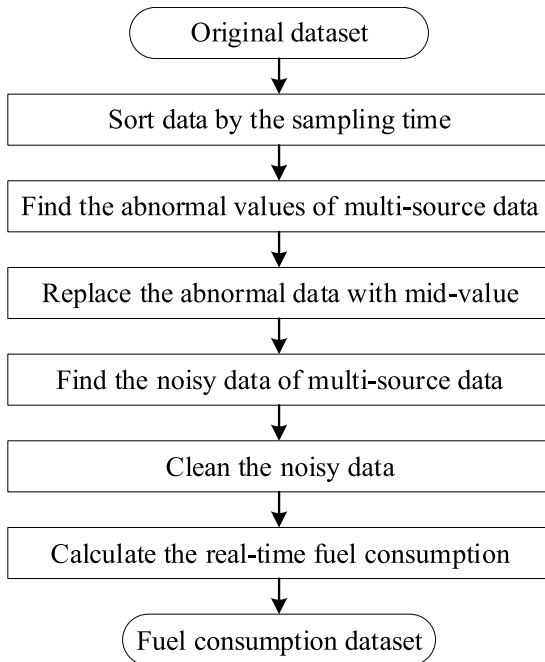 Original dataset
Sort data by the sampling time
Find the abnormal values of multi-source data
Replace the abnormal data with mid-value
Find the noisy data of multi-source data
Clean the noisy data
Calculate the real-time fuel consumption
Fuel consumption dataset